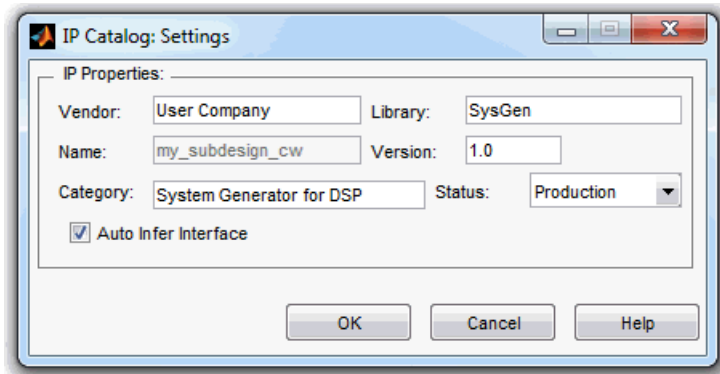 IP Catalog: Settings
IP Properties:
Vendor: User Company Library: SysGen
Name: my_subdesign_cw Version: 1.0
Category: System Generator for DSP Status: Production
Auto Infer Interface
OK Cancel Help